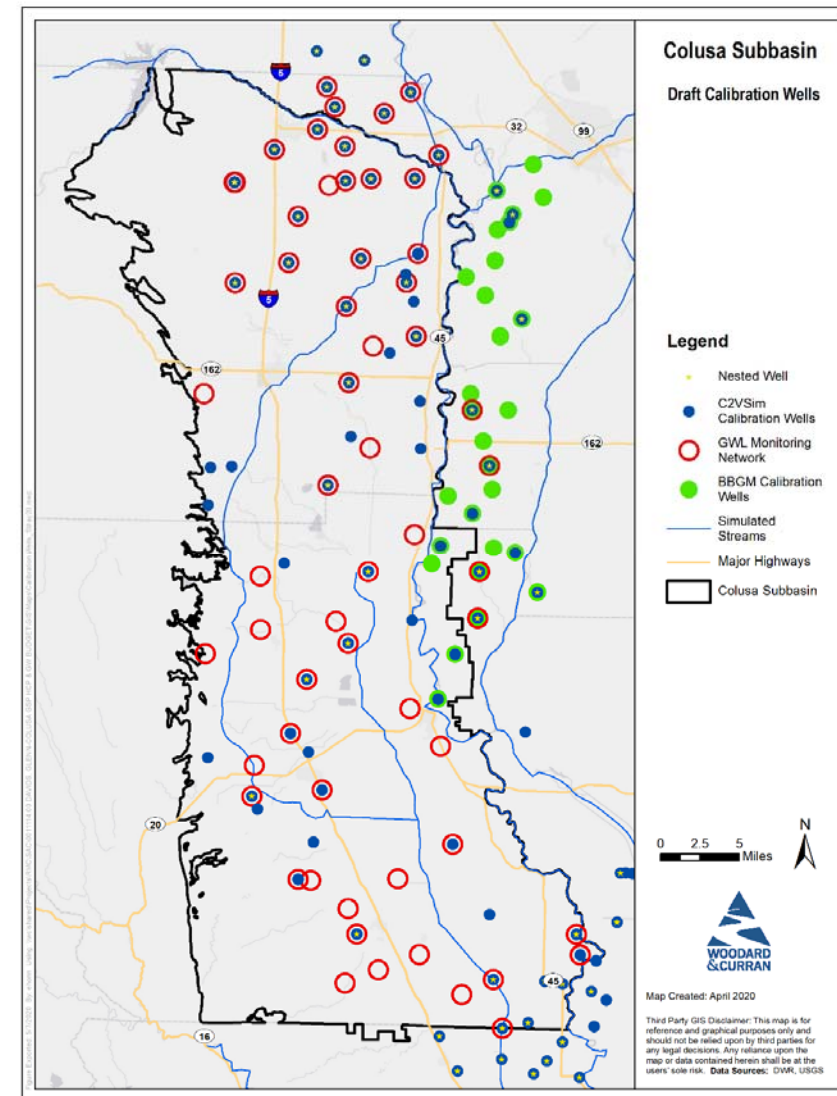 Colusa Subbasin
Draft Calibration Wells
5
32
99
5
45
162
162
20
45
16
Legend
Nested Well
C2VSim
Calibration Wells
GWL Monitoring
Network
BBGM Calibration
Wells
Simulated
Streams
Major Highways
Colusa Subbasin
N
0 2.5 5
Miles
WOODARD
&CURRAN
Map Created: April 2020
Third Party GIS Disclaimer: This map is for
reference and graphical purposes only and
should not be relied upon by third parties for
any legal decisions. Any reliance upon the
map or data contained herein shall be at the
users' sole risk. Data Sources: DWR, USGS